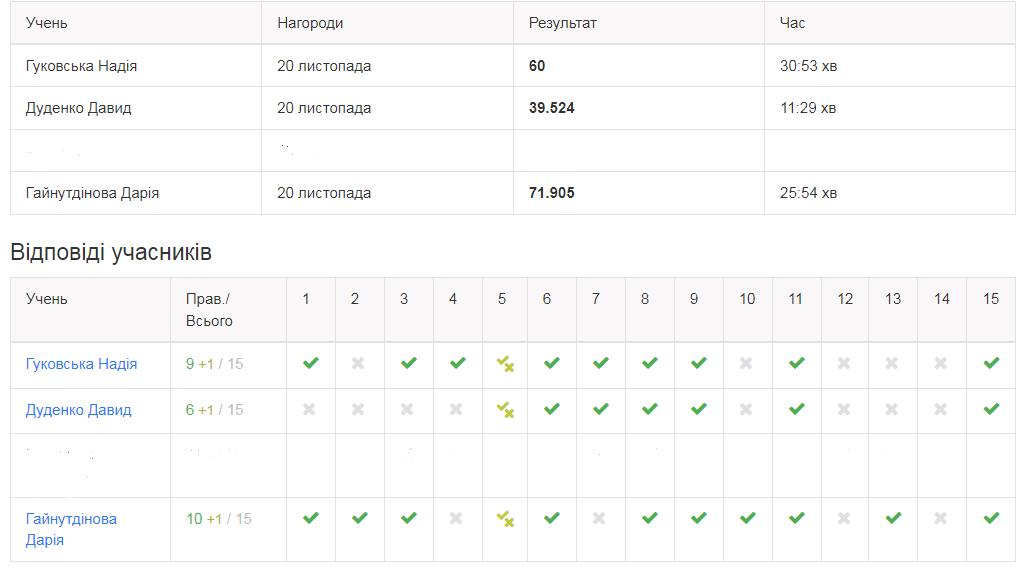 Учень Нагороди Результат Час
Гуковська Надія 20 листопада 60 30:53 хв
Дуденко Давид 20 листопада 39.524 11:29 хв
Гайнутдінова Дарія 20 листопада 71.905 25:54 хв
Відповіді учасників
Учень Прав./ 1 2 3 4 5 6 7 8 9 10 11 12 13 14 15
Всього
Гуковська Надія 9 +1 / 15
Дуденко Давид 6 +1 / 15
Гайнутдінова 10 +1 / 15
Дарія